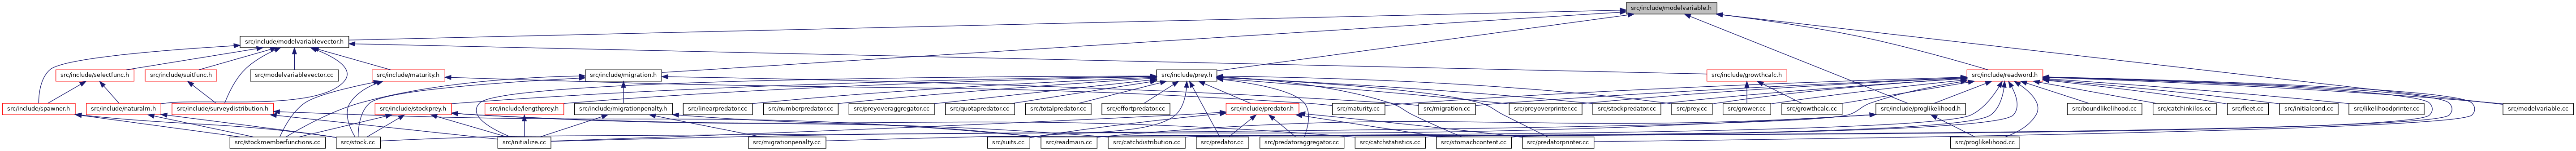 src/include/modelvariable.h
src/include/modelvariablevector.h
src/include/selectfunc.h
src/include/suitfunc.h
src/modelvariablevector.cc
src/include/maturity.h
src/include/migration.h
src/include/prey.h
src/include/growthcalc.h
src/include/readword.h
src/include/spawner.h
src/include/naturalm.h
src/include/surveydistribution.h
src/include/stockprey.h
src/include/lengthprey.h
src/include/migrationpenalty.h
src/linearpredator.cc
src/numberpredator.cc
src/preyoveraggregator.cc
src/quotapredator.cc
src/totalpredator.cc
src/effortpredator.cc
src/include/predator.h
src/maturity.cc
src/migration.cc
src/preyoverprinter.cc
src/stockpredator.cc
src/prey.cc
src/grower.cc
src/growthcalc.cc
src/include/proglikelihood.h
src/boundlikelihood.cc
src/catchinkilos.cc
src/fleet.cc
src/initialcond.cc
src/likelihoodprinter.cc
src/modelvariable.cc
src/stockmemberfunctions.cc
src/stock.cc
src/initialize.cc
src/migrationpenalty.cc
src/suits.cc
src/readmain.cc
src/catchdistribution.cc
src/predator.cc
src/predatoraggregator.cc
src/catchstatistics.cc
src/stomachcontent.cc
src/predatorprinter.cc
src/proglikelihood.cc